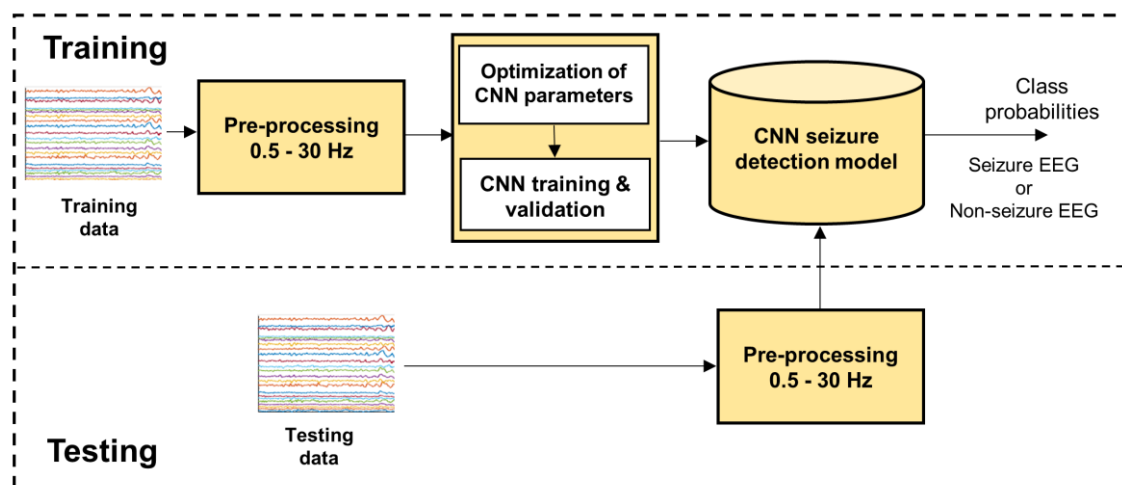 Training
Training
data
Pre-processing
0.5 - 30 Hz
Optimization of
CNN parameters
CNN training &
validation
CNN seizure
detection model
Class
probabilities
Seizure EEG
or
Non-seizure EEG
Testing
data
Pre-processing
0.5 - 30 Hz
Testing